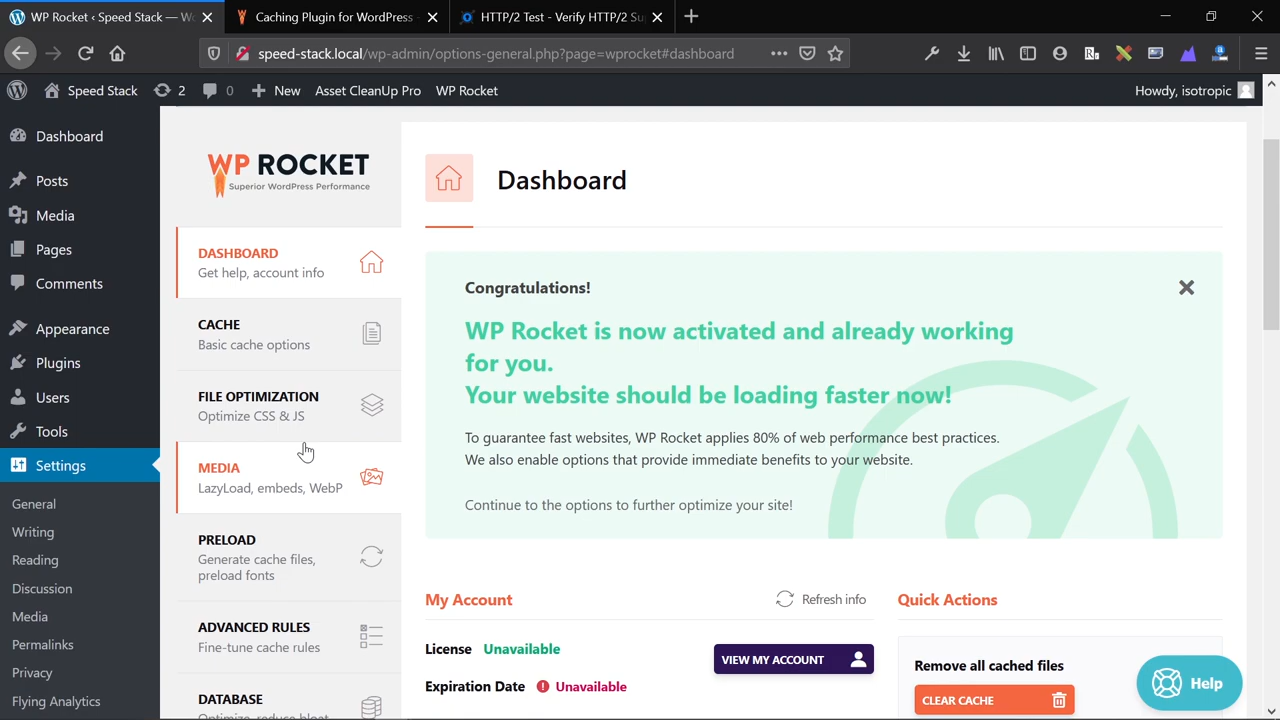 WP Rocket ‹ Speed Stack — Wo
Caching Plugin for WordPress -
HTTP/2 Test - Verify HTTP/2 Su
speed-stack.local/wp-admin/options-general.php?page=wprocket#dashboard
Speed Stack
2
0
New
Asset CleanUp Pro
WP Rocket
Howdy, isotropic
Dashboard
Posts
Media
Pages
Comments
Appearance
Plugins
Users
Tools
Settings
General
Writing
Reading
Discussion
Media
Permalinks
Privacy
Flying Analytics
WP ROCKET
Superior WordPress Performance
DASHBOARD
Get help, account info
CACHE
Basic cache options
FILE OPTIMIZATION
Optimize CSS & JS
MEDIA
LazyLoad, embeds, WebP
PRELOAD
Generate cache files,
preload fonts
ADVANCED RULES
Fine-tune cache rules
DATABASE
Optimize, reduce bloat
Dashboard
Congratulations!
WP Rocket is now activated and already working
for you.
Your website should be loading faster now!
To guarantee fast websites, WP Rocket applies 80% of web performance best practices.
We also enable options that provide immediate benefits to your website.
Continue to the options to further optimize your site!
My Account
Refresh info
License Unavailable
VIEW MY ACCOUNT
Expiration Date Unavailable
Quick Actions
Remove all cached files
CLEAR CACHE
Help